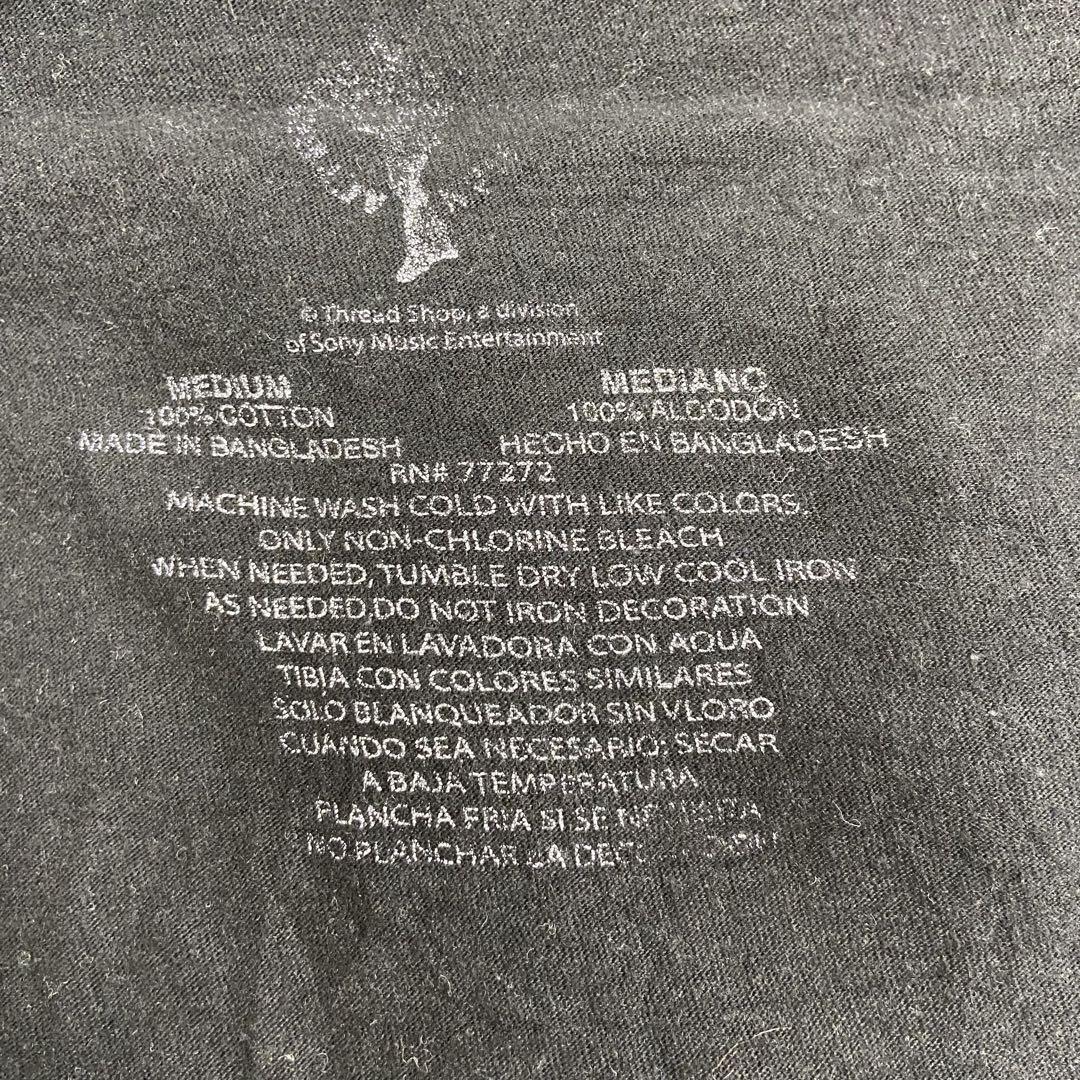 © Thread Shop, a division
of Sony Music Entertainment
MEDIUM
100% COTTON
MADE IN BANGLADESH
MEDIANO
100% ALGODÓN
HECHO EN BANGLADESH
RN# 77272
MACHINE WASH COLD WITH LIKE COLORS.
ONLY NON-CHLORINE BLEACH
WHEN NEEDED, TUMBLE DRY LOW COOL IRON
AS NEEDED, DO NOT IRON DECORATION
LAVAR EN LAVADORA CON AQUA
TIBIA CON COLORES SIMILARES
SOLO BLANQUEADOR SIN VLORO
CUANDO SEA NECESARIO; SECAR
A BAJA TEMPERATURA
PLANCHA FRIA SI SE
NO PLANCHAR LA